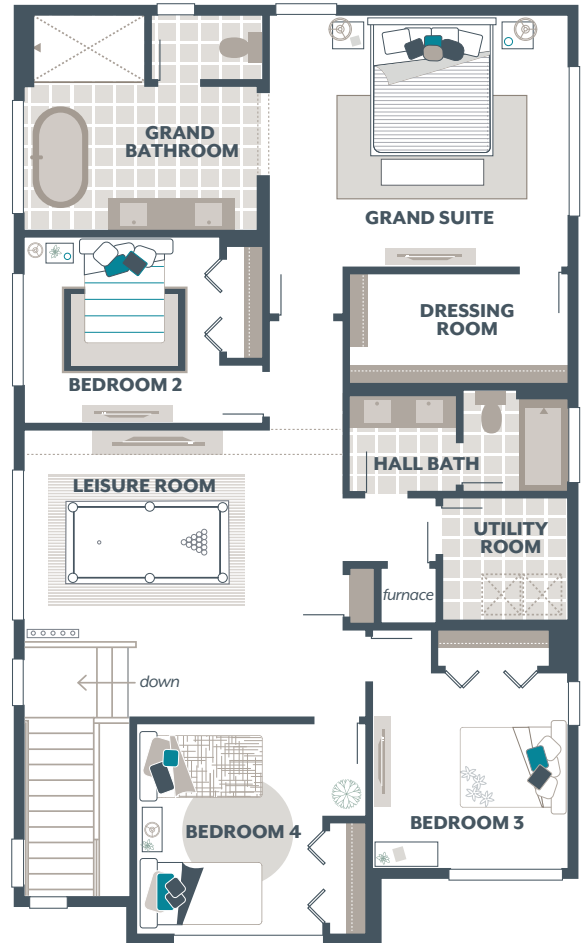 GRAND
BATHROOM
GRAND SUITE
DRESSING
ROOM
BEDROOM 2
HALL BATH
LEISURE ROOM
UTILITY
ROOM
furnace
down
BEDROOM 3
BEDROOM 4